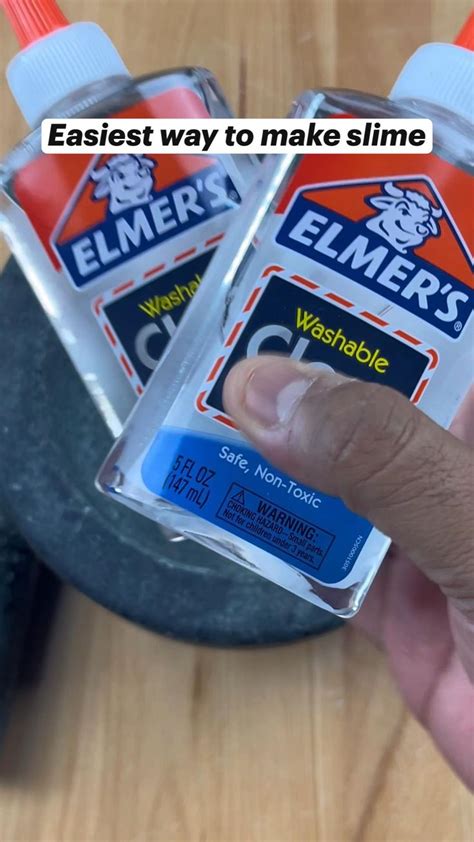 Easiest way to make slime
ELMER'S
Washable
ELMER'S®
Washable
Safe, Non-Toxic
5 FL OZ
(147 mL)
WARNING:
CHOKING HAZARD—Small parts.
Not for children under 3 years.